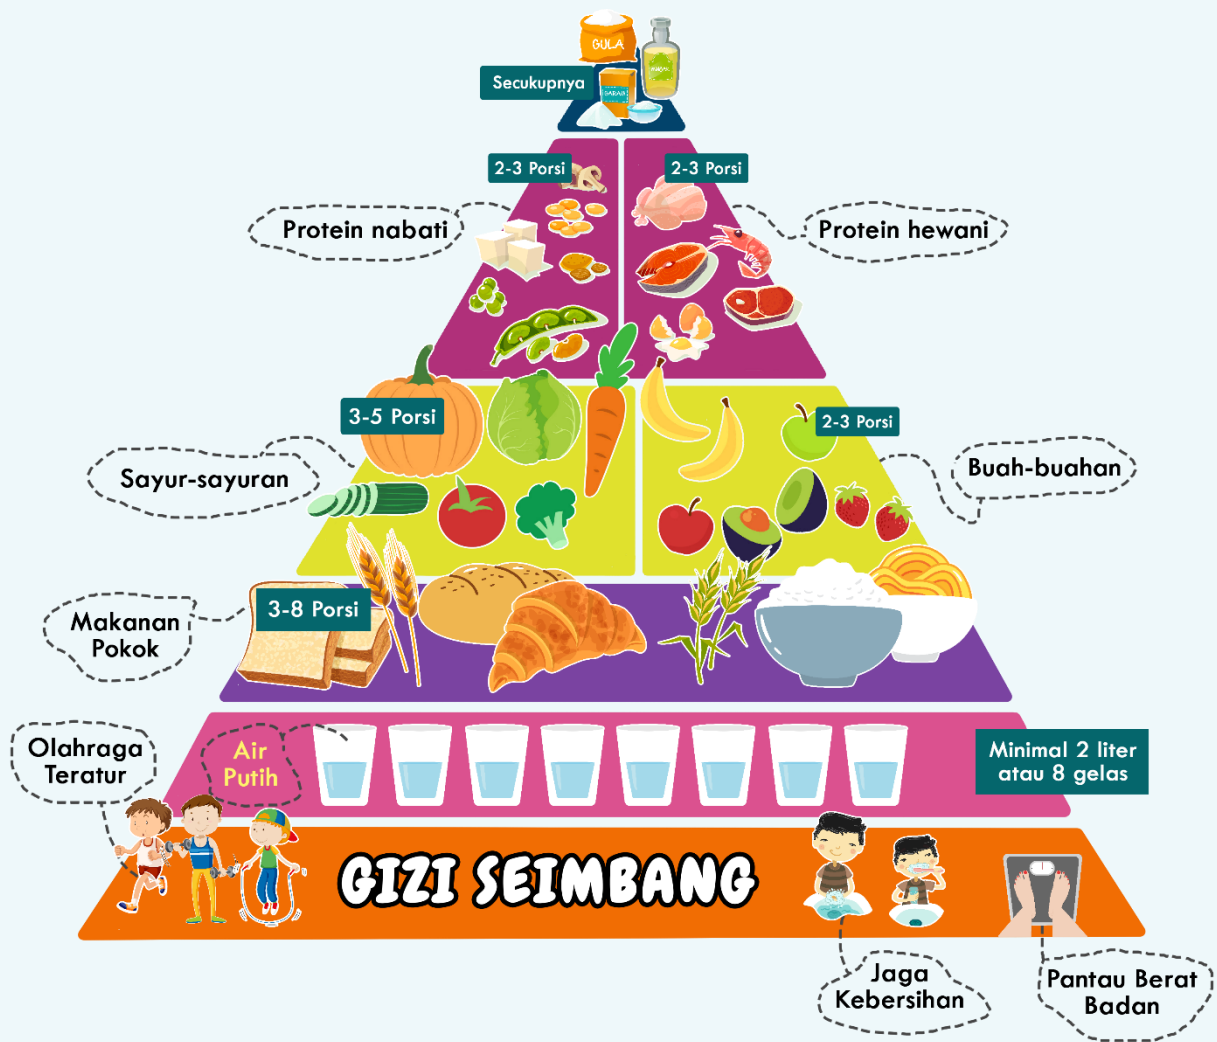 GULA
Secukupnya
GARAM
2-3 Porsi
2-3 Porsi
Protein nabati
Protein hewani
3-5 Porsi
2-3 Porsi
Sayur-sayuran
Buah-buahan
3-8 Porsi
Makanan
Pokok
Olahraga
Teratur
Air
Putih
Minimal 2 liter
atau 8 gelas
GIZI SEIMBANG
Jaga
Kebersihan
Pantau Berat
Badan